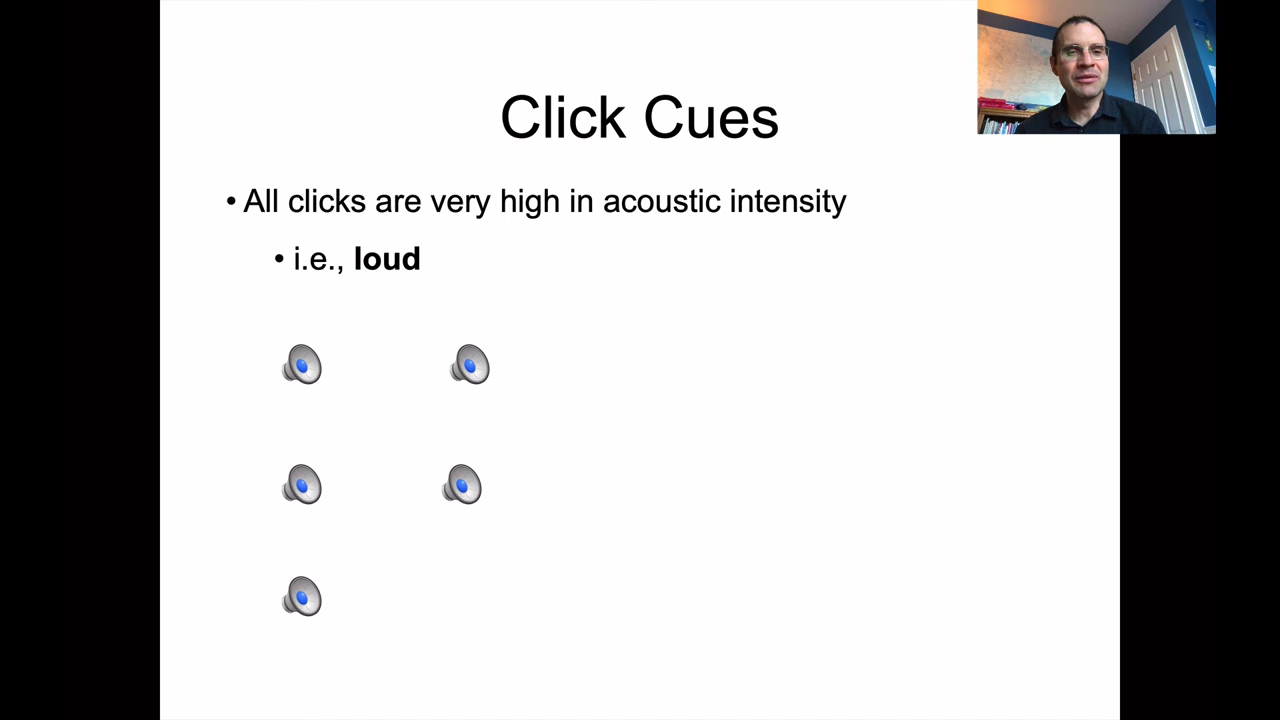 Click Cues
• All clicks are very high in acoustic intensity
• i.e., loud